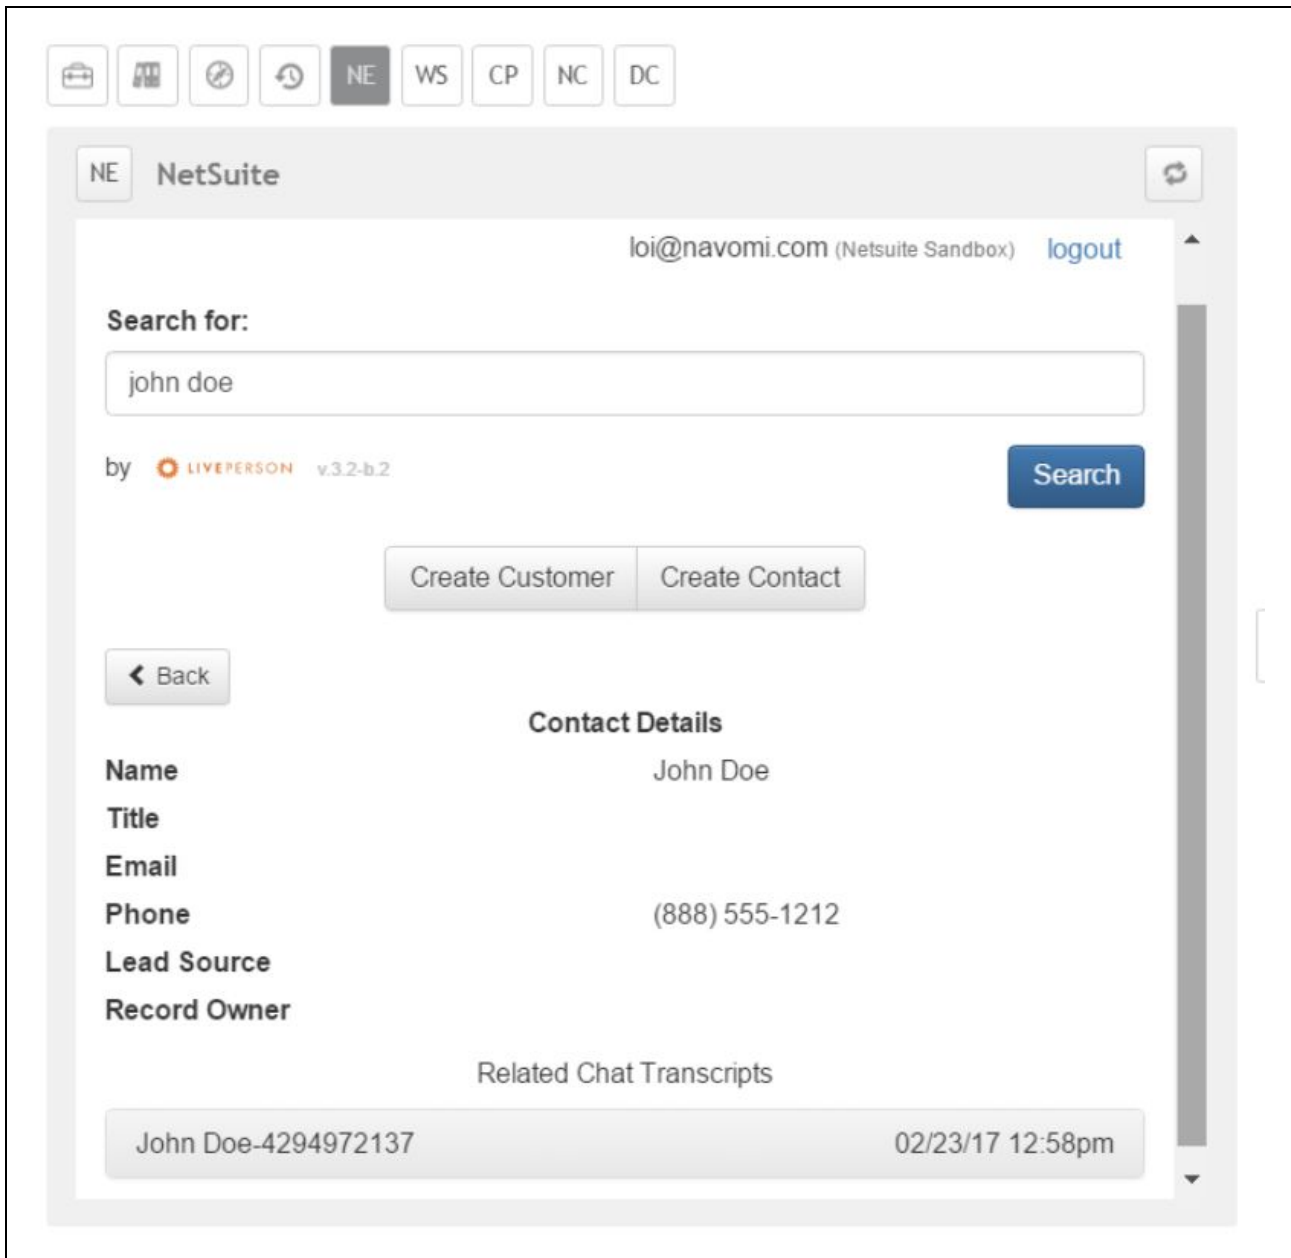 NE WS CP NC DC
NE NetSuite
loi@navomi.com (Netsuite Sandbox) logout
Search for:
john doe
by LIVEPERSON v.3.2-b.2 Search
Create Customer Create Contact
Back
Contact Details
Name John Doe
Title
Email
Phone (888) 555-1212
Lead Source
Record Owner
Related Chat Transcripts
John Doe-4294972137 02/23/17 12:58pm